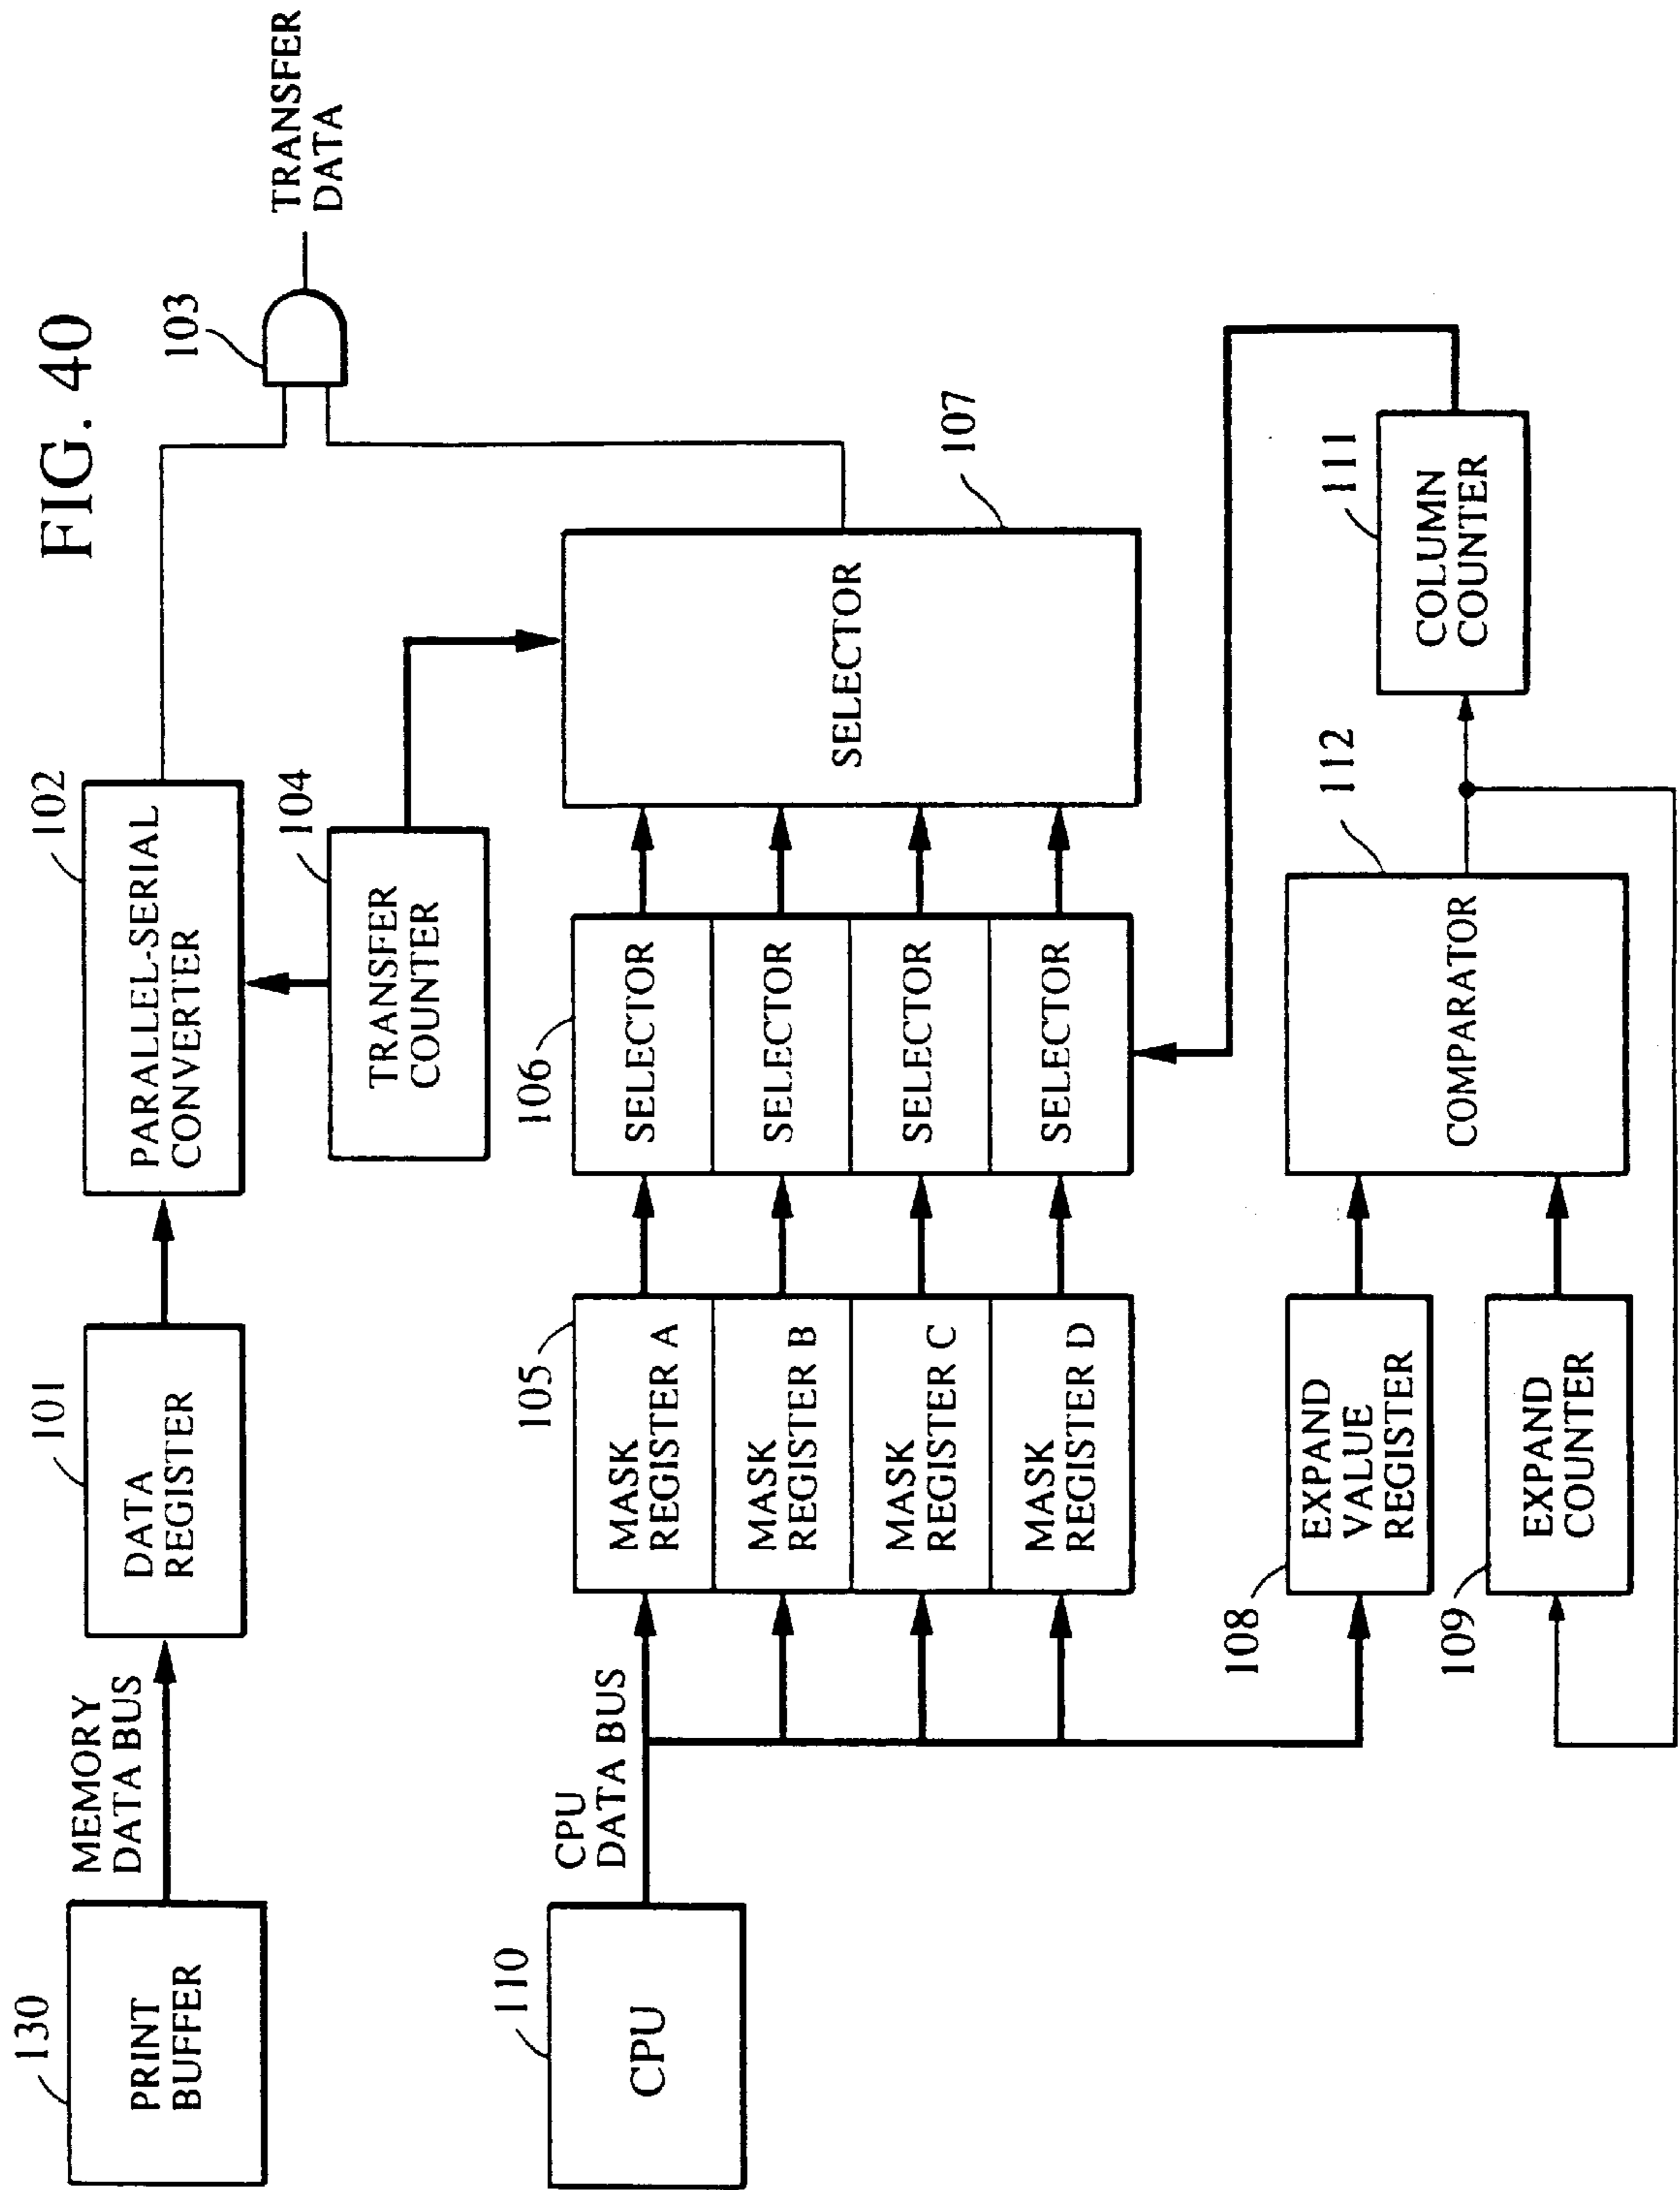 FIG. 40
130
PRINT
BUFFER
MEMORY
DATA BUS
101
DATA
REGISTER
102
PARALLEL-SERIAL
CONVERTER
103
TRANSFER
DATA
104
TRANSFER
COUNTER
110
CPU
CPU
DATA BUS
105
MASK
REGISTER A
MASK
REGISTER B
MASK
REGISTER C
MASK
REGISTER D
106
SELECTOR
SELECTOR
SELECTOR
SELECTOR
SELECTOR
107
108
EXPAND
VALUE
REGISTER
109
EXPAND
COUNTER
COMPARATOR
112
111
COLUMN
COUNTER